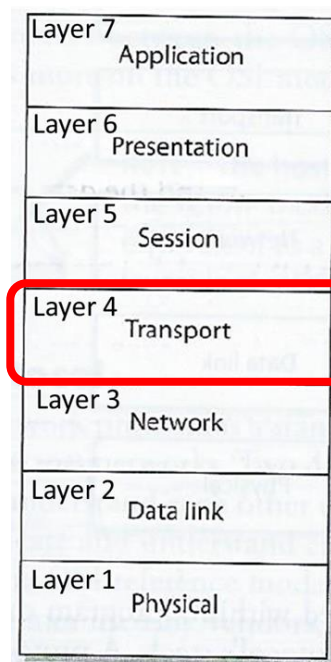 Layer 7
Application
Layer 6
Presentation
Layer 5
Session
Layer 4
Transport
Layer 3
Network
Layer 2
Data link
Layer 1
Physical